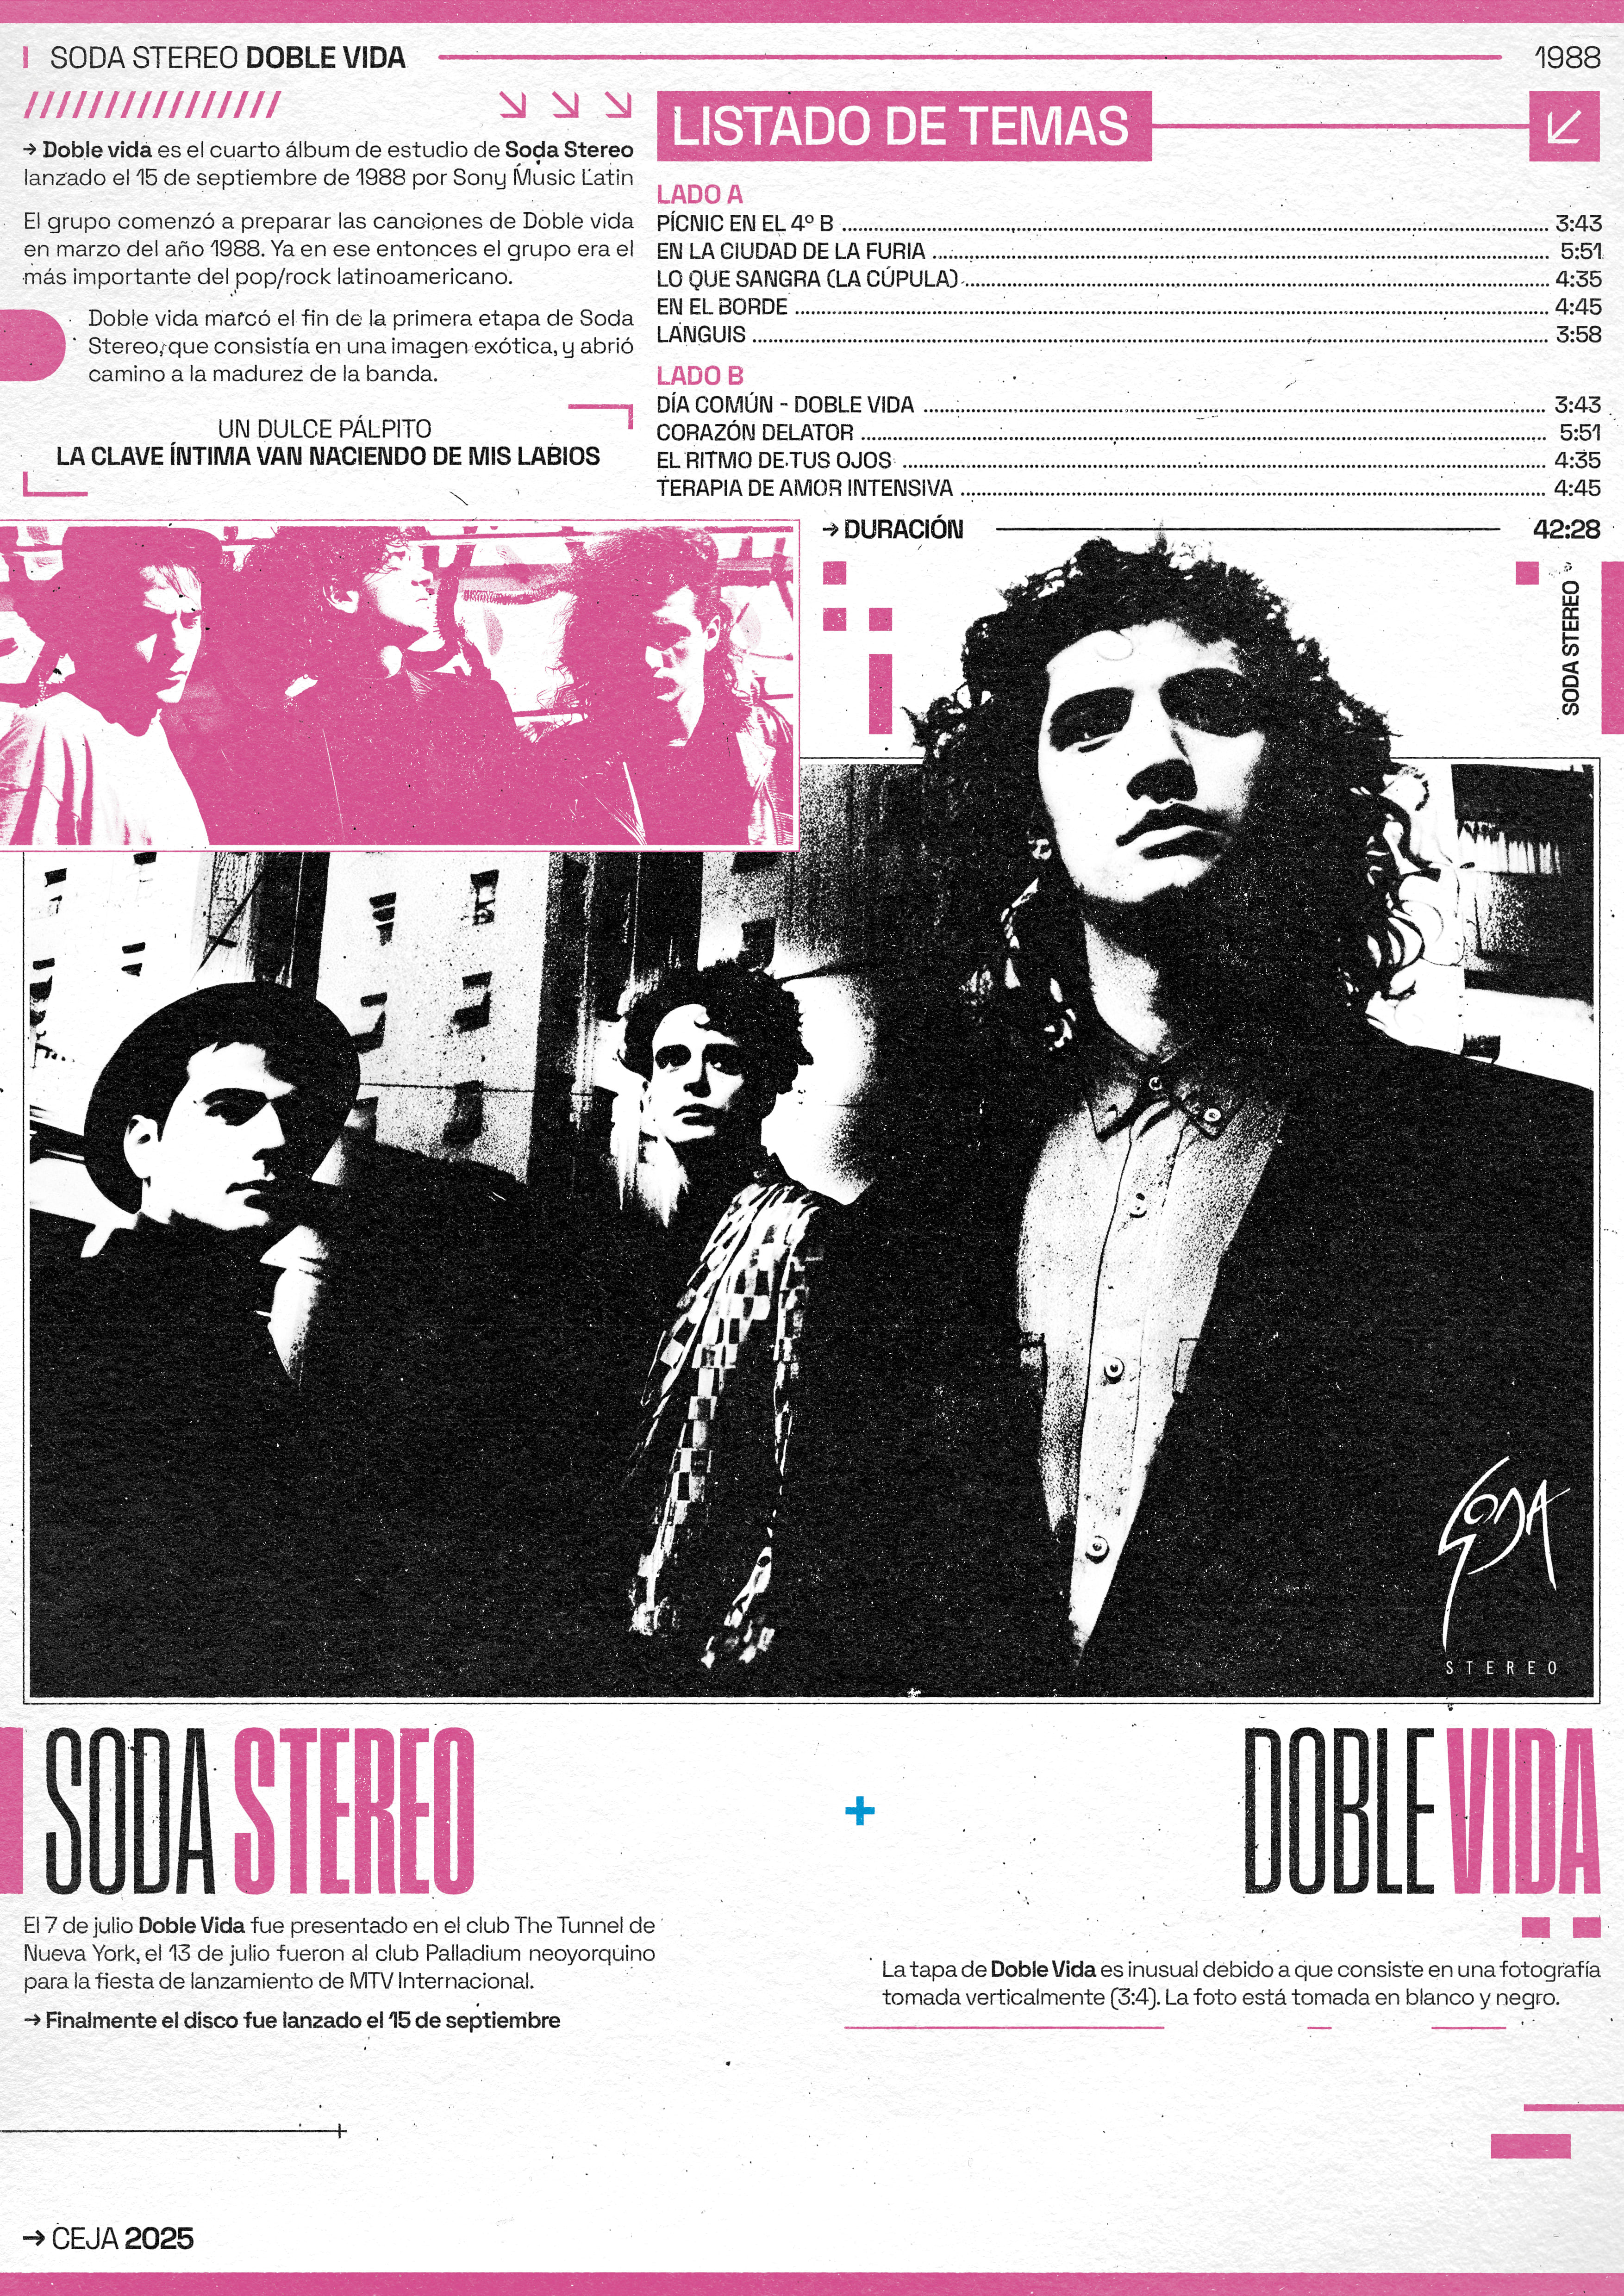 SODA STEREO DOBLE VIDA
1988
→ Doble vida es el cuarto álbum de estudio de Soda Stereo
lanzado el 15 de septiembre de 1988 por Sony Music Latin
El grupo comenzó a preparar las canciones de Doble vida
en marzo del año 1988. Ya en ese entonces el grupo era el
más importante del pop/rock latinoamericano.
Doble vida marcó el fin de la primera etapa de Soda
Stereo, que consistía en una imagen exótica, y abrió
camino a la madurez de la banda.
UN DULCE PÁLPITO
LA CLAVE ÍNTIMA VAN NACIENDO DE MIS LABIOS
LISTADO DE TEMAS
LADO A
PÍCNIC EN EL 4º B 3:43
EN LA CIUDAD DE LA FURIA 5:51
LO QUE SANGRA (LA CÚPULA) 4:35
EN EL BORDE 4:45
LANGUIS 3:58
LADO B
DÍA COMÚN - DOBLE VIDA 3:43
CORAZÓN DELATOR 5:51
EL RITMO DE TUS OJOS 4:35
TERAPIA DE AMOR INTENSIVA 4:45
→ DURACIÓN 42:28
SODA STEREO
SODA
STEREO
SODA STEREO
DOBLE VIDA
El 7 de julio Doble Vida fue presentado en el club The Tunnel de
Nueva York, el 13 de julio fueron al club Palladium neoyorquino
para la fiesta de lanzamiento de MTV Internacional.
→ Finalmente el disco fue lanzado el 15 de septiembre
La tapa de Doble Vida es inusual debido a que consiste en una fotografía
tomada verticalmente (3:4). La foto está tomada en blanco y negro.
→ CEJA 2025